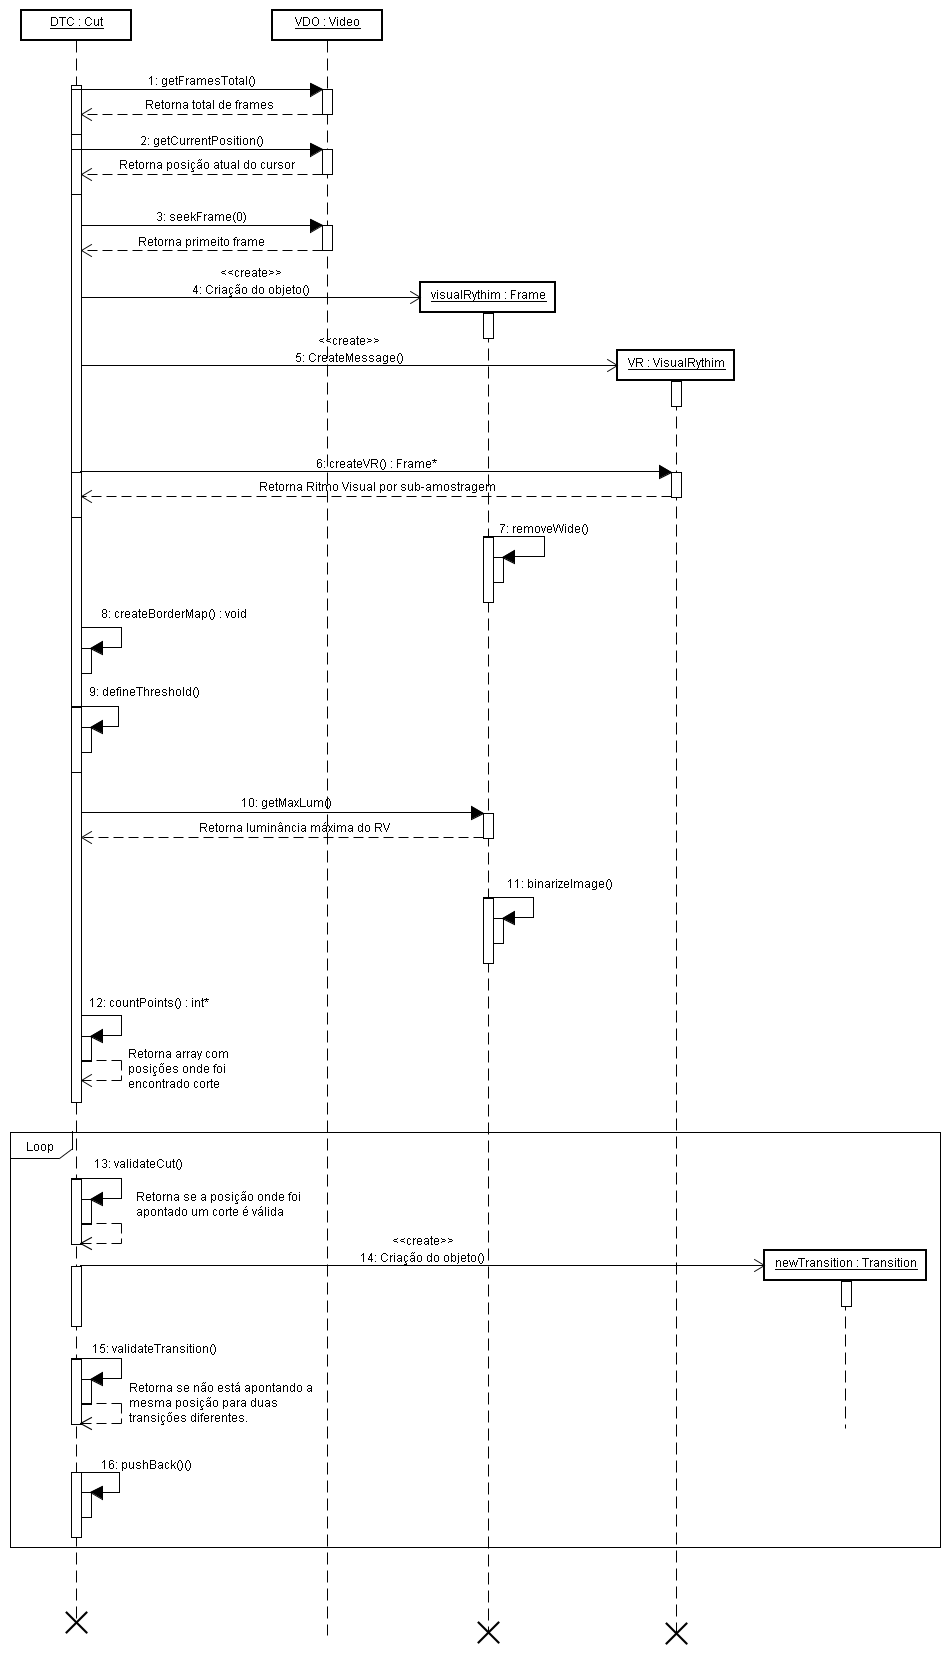 DTC : Cut
VDO : Video
1: getFramesTotal()
Retorna total de frames
2: getCurrentPosition()
Retorna posição atual do cursor
3: seekFrame(0)
Retorna primeito frame
<<create>>
4: Criação do objeto()
visualRythim : Frame
<<create>>
5: CreateMessage()
VR : VisualRythim
6: createVR() : Frame*
Retorna Ritmo Visual por sub-amostragem
7: removeWide()
8: createBorderMap() : void
9: defineThreshold()
10: getMaxLum()
Retorna luminância máxima do RV
11: binarizeImage()
12: countPoints() : int*
Retorna array com
posições onde foi
encontrado corte
Loop
13: validateCut()
Retorna se a posição onde foi
apontado um corte é válida
<<create>>
14: Criação do objeto()
newTransition : Transition
15: validateTransition()
Retorna se não está apontando a
mesma posição para duas
transições diferentes.
16: pushBack()()